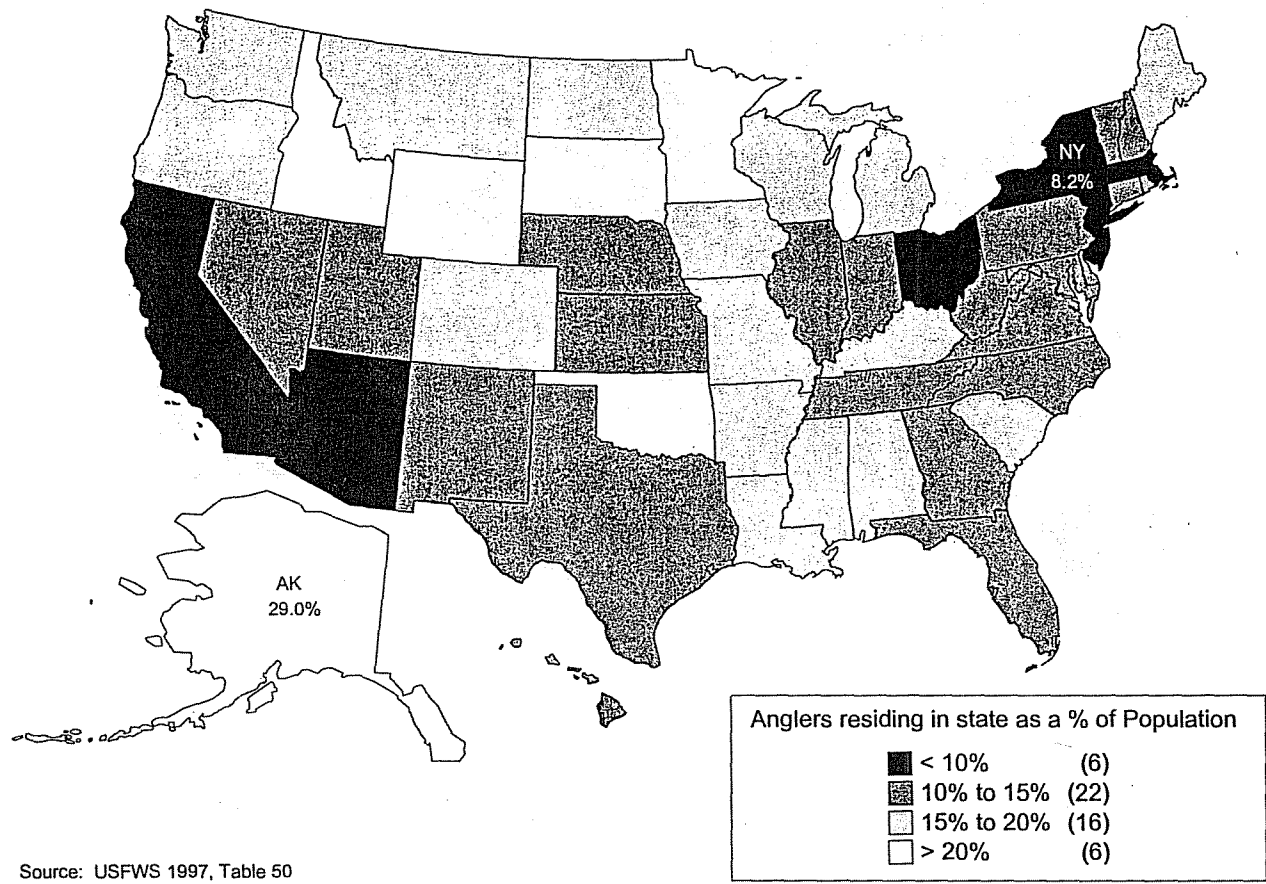 NY
8.2%
AK
29.0%
Anglers residing in state as a % of Population
< 10% (6)
10% to 15% (22)
15% to 20% (16)
> 20% (6)
Source: USFWS 1997, Table 50